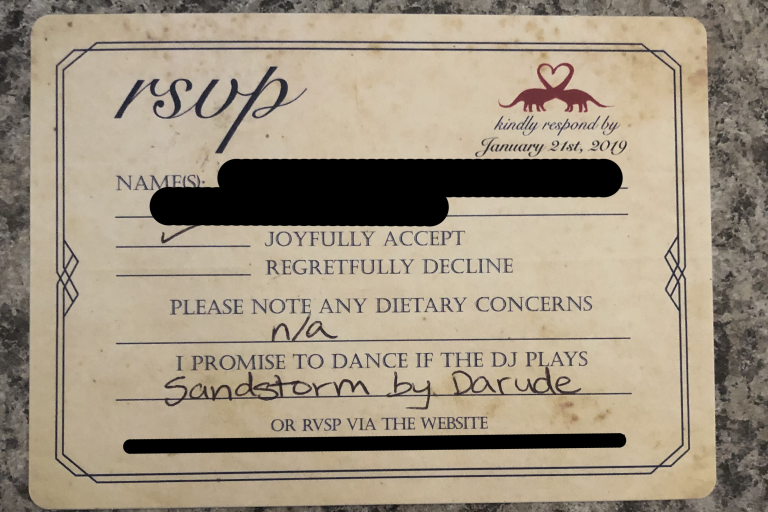 rsvp
kindly respond by
January 21st, 2019
NAME(S):
JOYFULLY ACCEPT
REGRETFULLY DECLINE
PLEASE NOTE ANY DIETARY CONCERNS
n/a
I PROMISE TO DANCE IF THE DJ PLAYS
Sandstorm by Darude
OR RVSP VIA THE WEBSITE